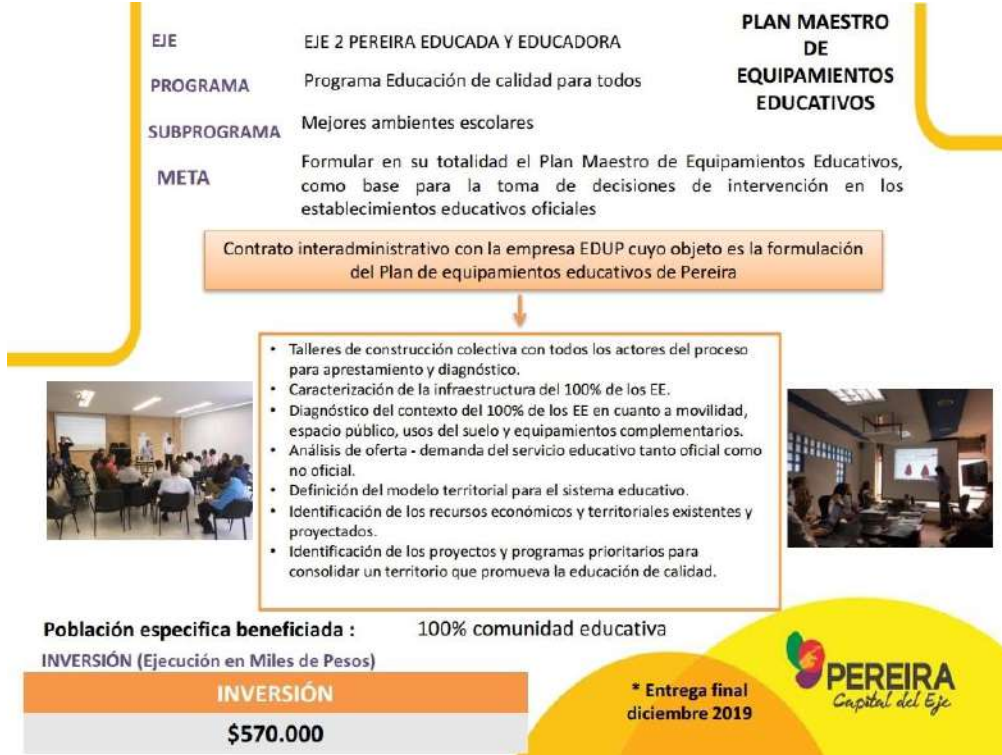 PLAN MAESTRO
DE
EQUIPAMIENTOS
EDUCATIVOS
EJE
EJE 2 PEREIRA EDUCADA Y EDUCADORA
PROGRAMA
Programa Educación de calidad para todos
SUBPROGRAMA
Mejores ambientes escolares
META
Formular en su totalidad el Plan Maestro de Equipamientos Educativos,
como base para la toma de decisiones de intervención en los
establecimientos educativos oficiales
Contrato interadministrativo con la empresa EDUP cuyo objeto es la formulación
del Plan de equipamientos educativos de Pereira
• Talleres de construcción colectiva con todos los actores del proceso
para aprestamiento y diagnóstico.
• Caracterización de la infraestructura del 100% de los EE.
• Diagnóstico del contexto del 100% de los EE en cuanto a movilidad,
espacio público, usos del suelo y equipamientos complementarios.
• Análisis de oferta - demanda del servicio educativo tanto oficial como
no oficial.
• Definición del modelo territorial para el sistema educativo.
• Identificación de los recursos económicos y territoriales existentes y
proyectados.
• Identificación de los proyectos y programas prioritarios para
consolidar un territorio que promueva la educación de calidad.
Población especifica beneficiada :
100% comunidad educativa
INVERSIÓN (Ejecución en Miles de Pesos)
INVERSIÓN
$570.000
* Entrega final
diciembre 2019
PEREIRA
Capital del Eje